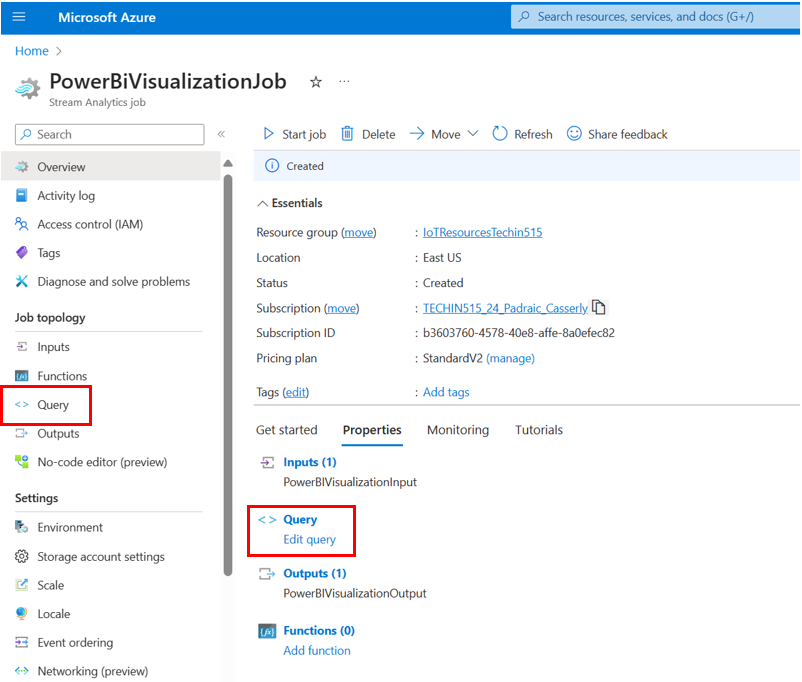 Microsoft Azure
Search resources, services, and docs (G+/)
Home >
PowerBiVisualizationJob ☆ ...
Stream Analytics job
Search «
Start job Delete Move Refresh Share feedback
Created
Overview
Activity log
Access control (IAM)
Tags
Diagnose and solve problems
Job topology
Inputs
Functions
<> Query
Outputs
No-code editor (preview)
Settings
Environment
Storage account settings
Scale
Locale
Event ordering
Networking (preview)
Essentials
Resource group (move) : IoTResourcesTechin515
Location : East US
Status : Created
Subscription (move) : TECHIN515_24_Padraic_Casserly
Subscription ID : b3603760-4578-40e8-affe-8a0efec82
Pricing plan : StandardV2 (manage)
Tags (edit) : Add tags
Get started Properties Monitoring Tutorials
Inputs (1)
PowerBIVisualizationInput
<> Query
Edit query
Outputs (1)
PowerBIVisualizationOutput
Functions (0)
Add function